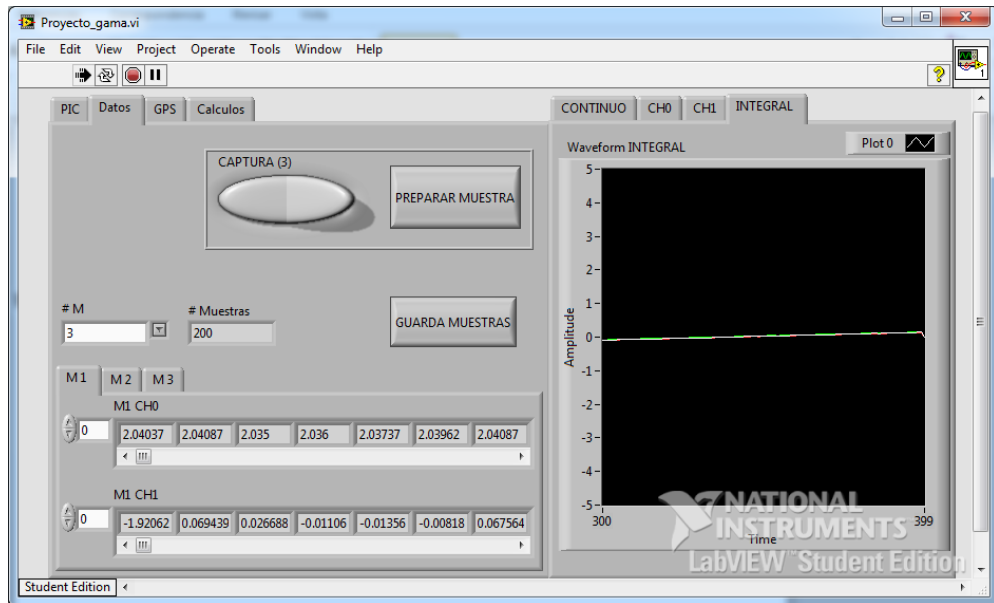 Proyecto_gama.vi
File Edit View Project Operate Tools Window Help
1
PIC Datos GPS Calculos
CAPTURA (3)
PREPARAR MUESTRA
# M
3
# Muestras
200
GUARDA MUESTRAS
M1 M2 M3
M1 CH0
0 2.04037 2.04087 2.035 2.036 2.03737 2.03962 2.04087
M1 CH1
0 -1.92062 0.069439 0.026688 -0.01106 -0.01356 -0.00818 0.067564
CONTINUO CH0 CH1 INTEGRAL
Waveform INTEGRAL
Plot 0
Amplitude
5
4
3
2
1
0
-1
-2
-3
-4
-5
300 399
Time
NATIONAL
INSTRUMENTS
LabVIEW™ Student Edition
Student Edition